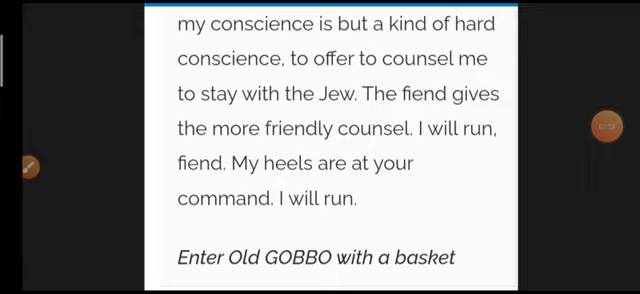 my conscience is but a kind of hard
conscience, to offer to counsel me
to stay with the Jew. The fiend gives
the more friendly counsel. I will run,
fiend. My heels are at your
command. I will run.
Enter Old GOBBO with a basket